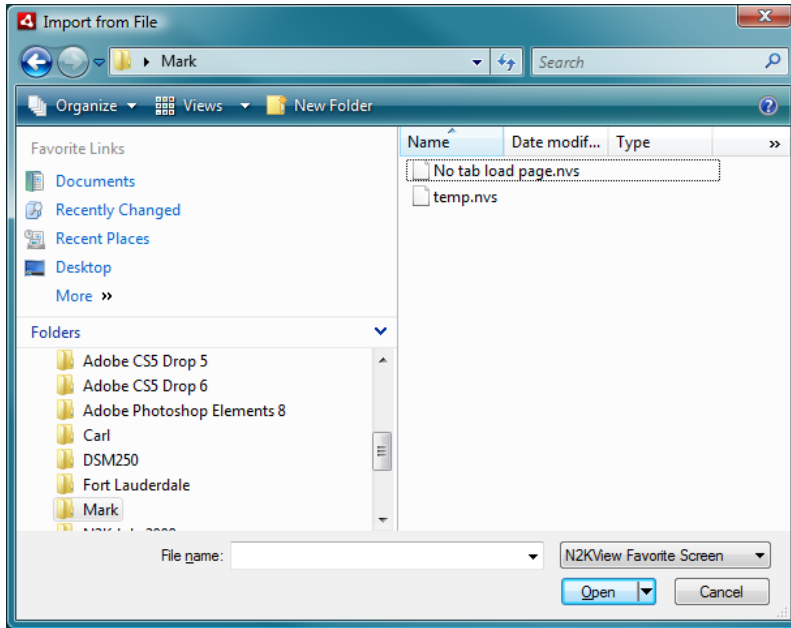 Import from File
Mark
Search
Organize Views New Folder
Favorite Links
Documents
Recently Changed
Recent Places
Desktop
More »
Folders
Adobe CS5 Drop 5
Adobe CS5 Drop 6
Adobe Photoshop Elements 8
Carl
DSM250
Fort Lauderdale
Mark
Name Date modif... Type »
No tab load page.nvs
temp.nvs
File name: N2KView Favorite Screen
Open Cancel